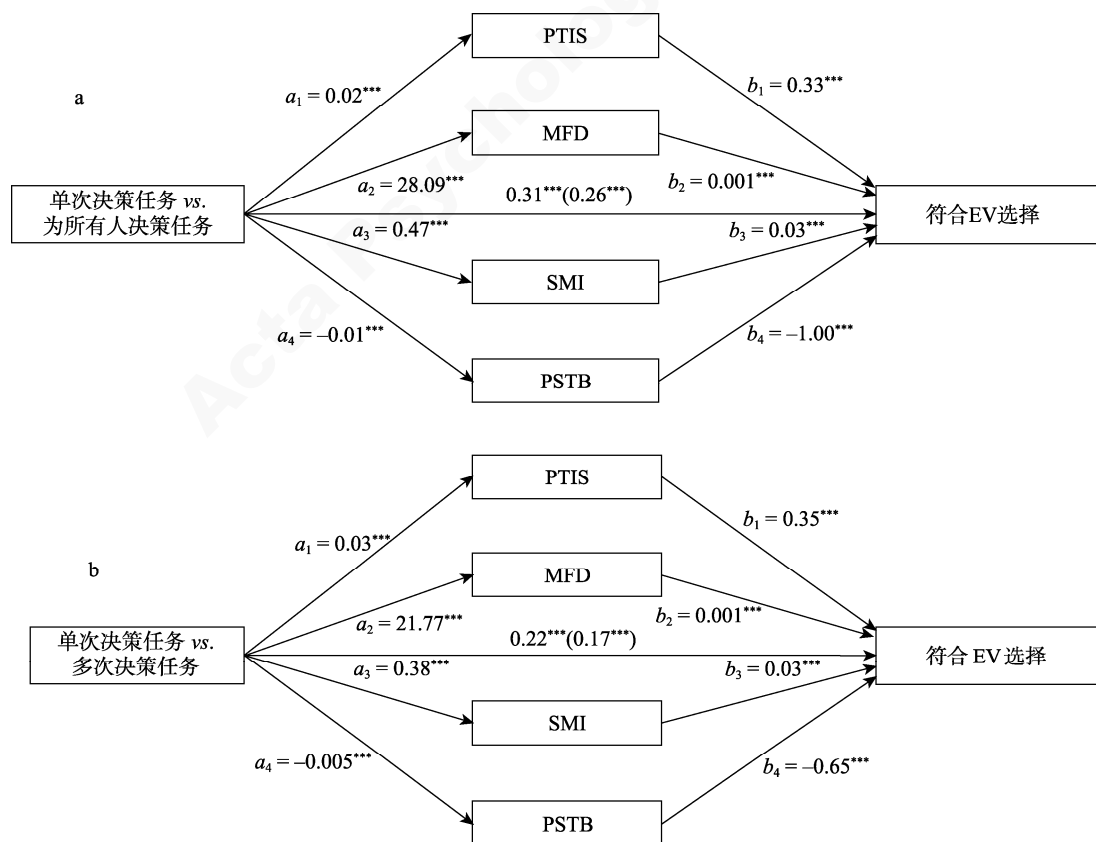 Acta Psycholog
a
PTIS
a₁ = 0.02***
b₁ = 0.33***
MFD
a₂ = 28.09***
b₂ = 0.001***
单次决策任务 vs.
为所有人决策任务
0.31***(0.26***)
符合EV选择
a₃ = 0.47***
b₃ = 0.03***
SMI
a₄ = –0.01***
b₄ = –1.00***
PSTB
b
PTIS
a₁ = 0.03***
b₁ = 0.35***
MFD
a₂ = 21.77***
b₂ = 0.001***
单次决策任务 vs.
多次决策任务
0.22***(0.17***)
符合 EV 选择
a₃ = 0.38***
b₃ = 0.03***
SMI
a₄ = –0.005***
b₄ = –0.65***
PSTB